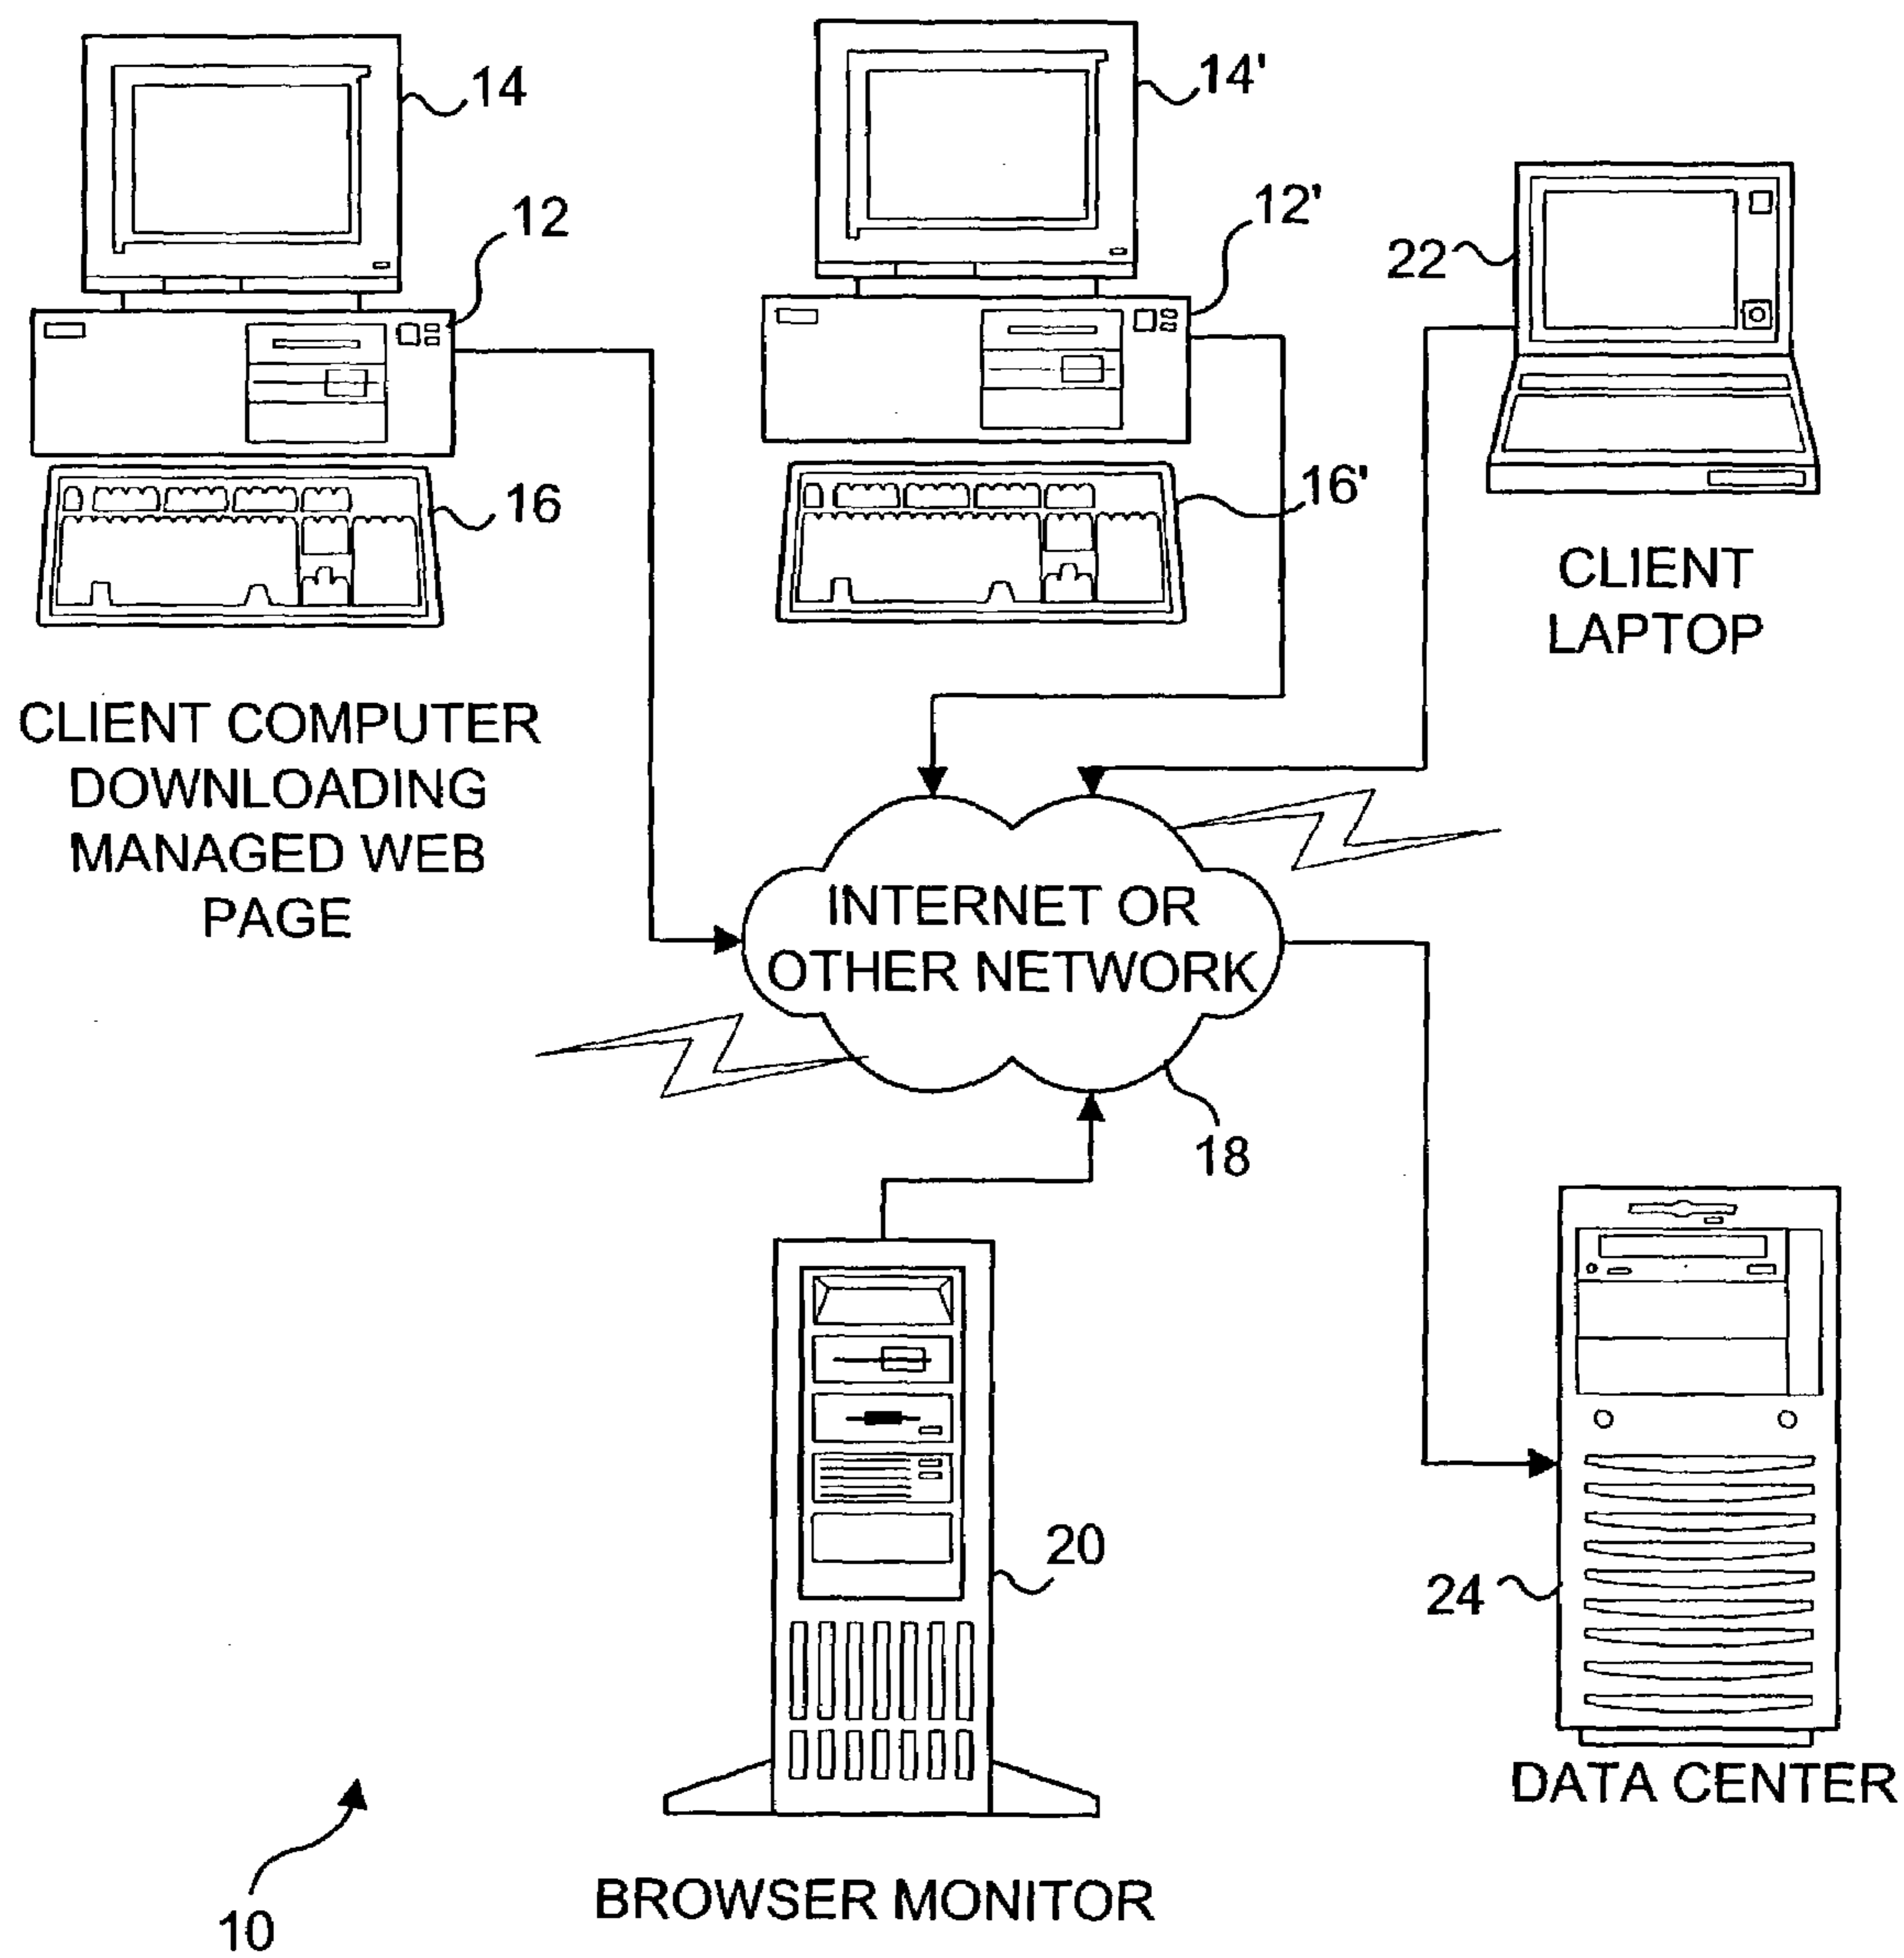 14
14'
12
12'
22
16
16'
CLIENT
LAPTOP
CLIENT COMPUTER
DOWNLOADING
MANAGED WEB
PAGE
INTERNET OR
OTHER NETWORK
18
20
24
DATA CENTER
BROWSER MONITOR
10